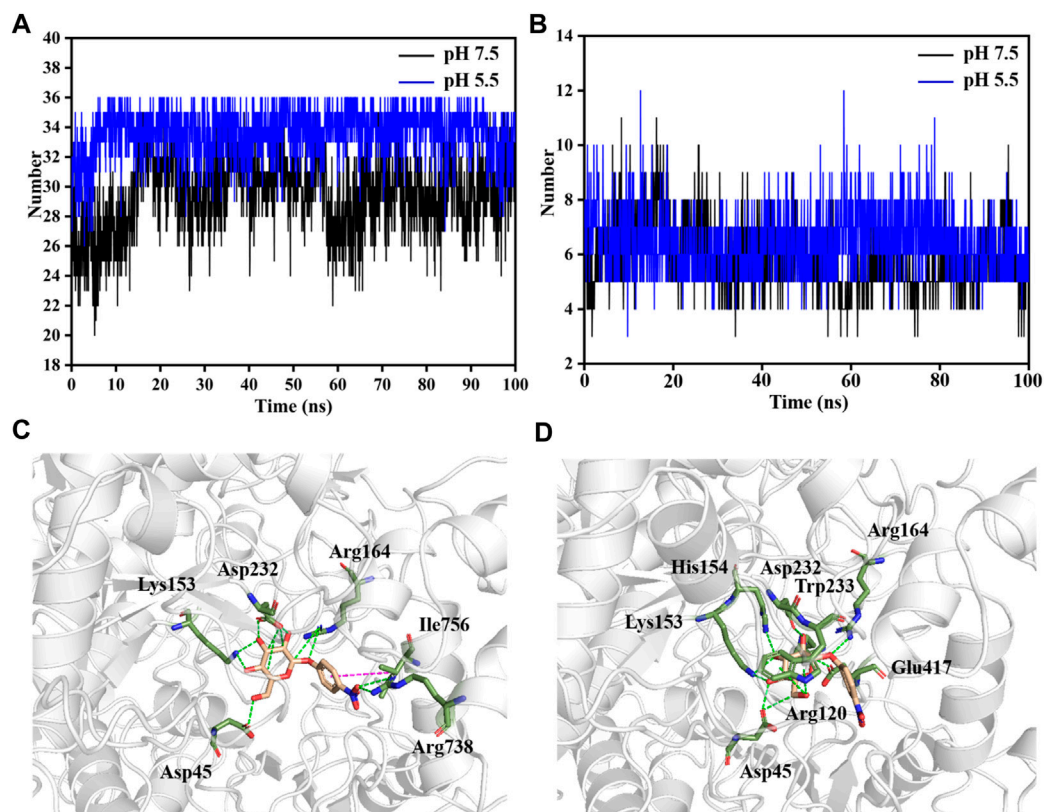 A
40
38
36
34
32
30
28
26
24
22
20
18
Number
0 10 20 30 40 50 60 70 80 90 100
Time (ns)
pH 7.5
pH 5.5
B
14
12
10
8
6
4
2
Number
0 20 40 60 80 100
Time (ns)
pH 7.5
pH 5.5
C
Arg164
Asp232
Lys153
Ile756
Arg738
Asp45
D
Arg164
His154
Asp232
Trp233
Lys153
Glu417
Arg120
Asp45